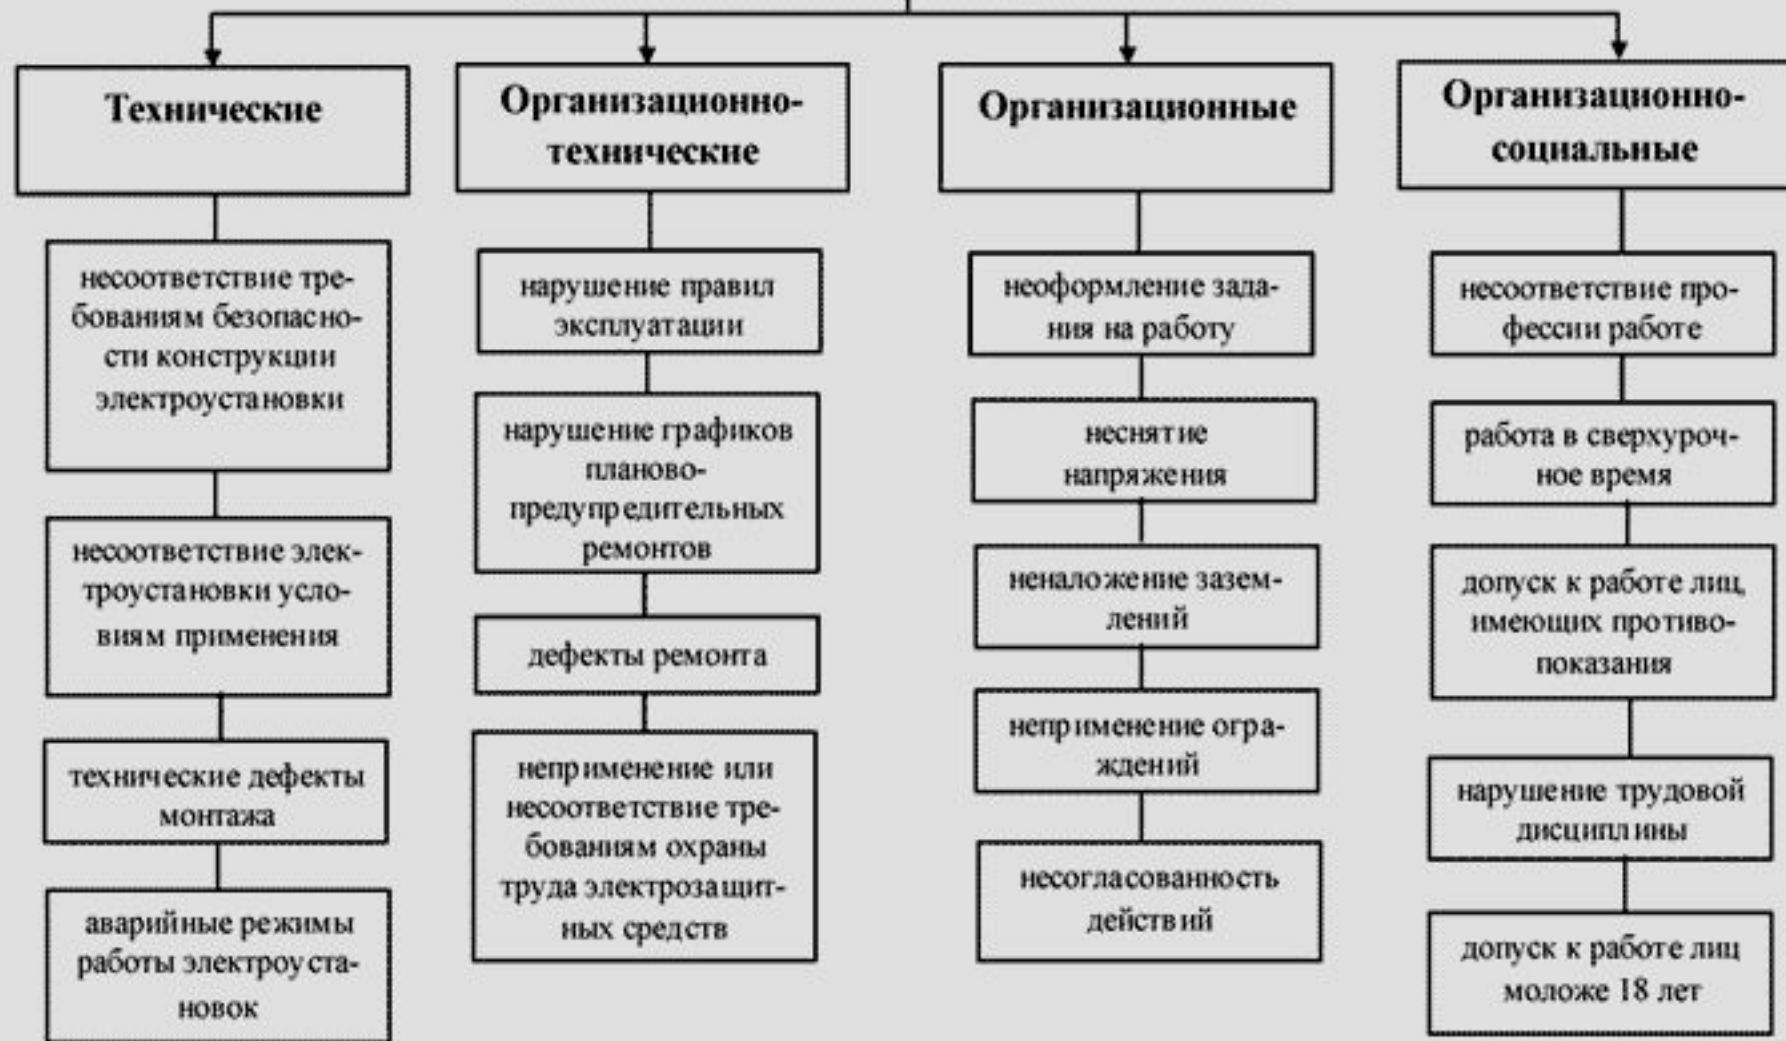 Технические
несоответствие тре-
бованиям безопасно-
сти конструкции
электроустановки
несоответствие элек-
троустановки усло-
виям применения
технические дефекты
монтажа
аварийные режимы
работы электроуста-
новок
Организационно-
технические
нарушение правил
эксплуатации
нарушение графиков
планово-
предупредительных
ремонтов
дефекты ремонта
неприменение или
несоответствие тре-
бованиям охраны
труда электрозащит-
ных средств
Организационные
неоформление зада-
ния на работу
неснятие
напряжения
неналожение зазем-
лений
неприменение огра-
ждений
несогласованность
действий
Организационно-
социальные
несоответствие про-
фессии работе
работа в сверхуроч-
ное время
допуск к работе лиц,
имеющих противо-
показания
нарушение трудовой
дисциплины
допуск к работе лиц
моложе 18 лет